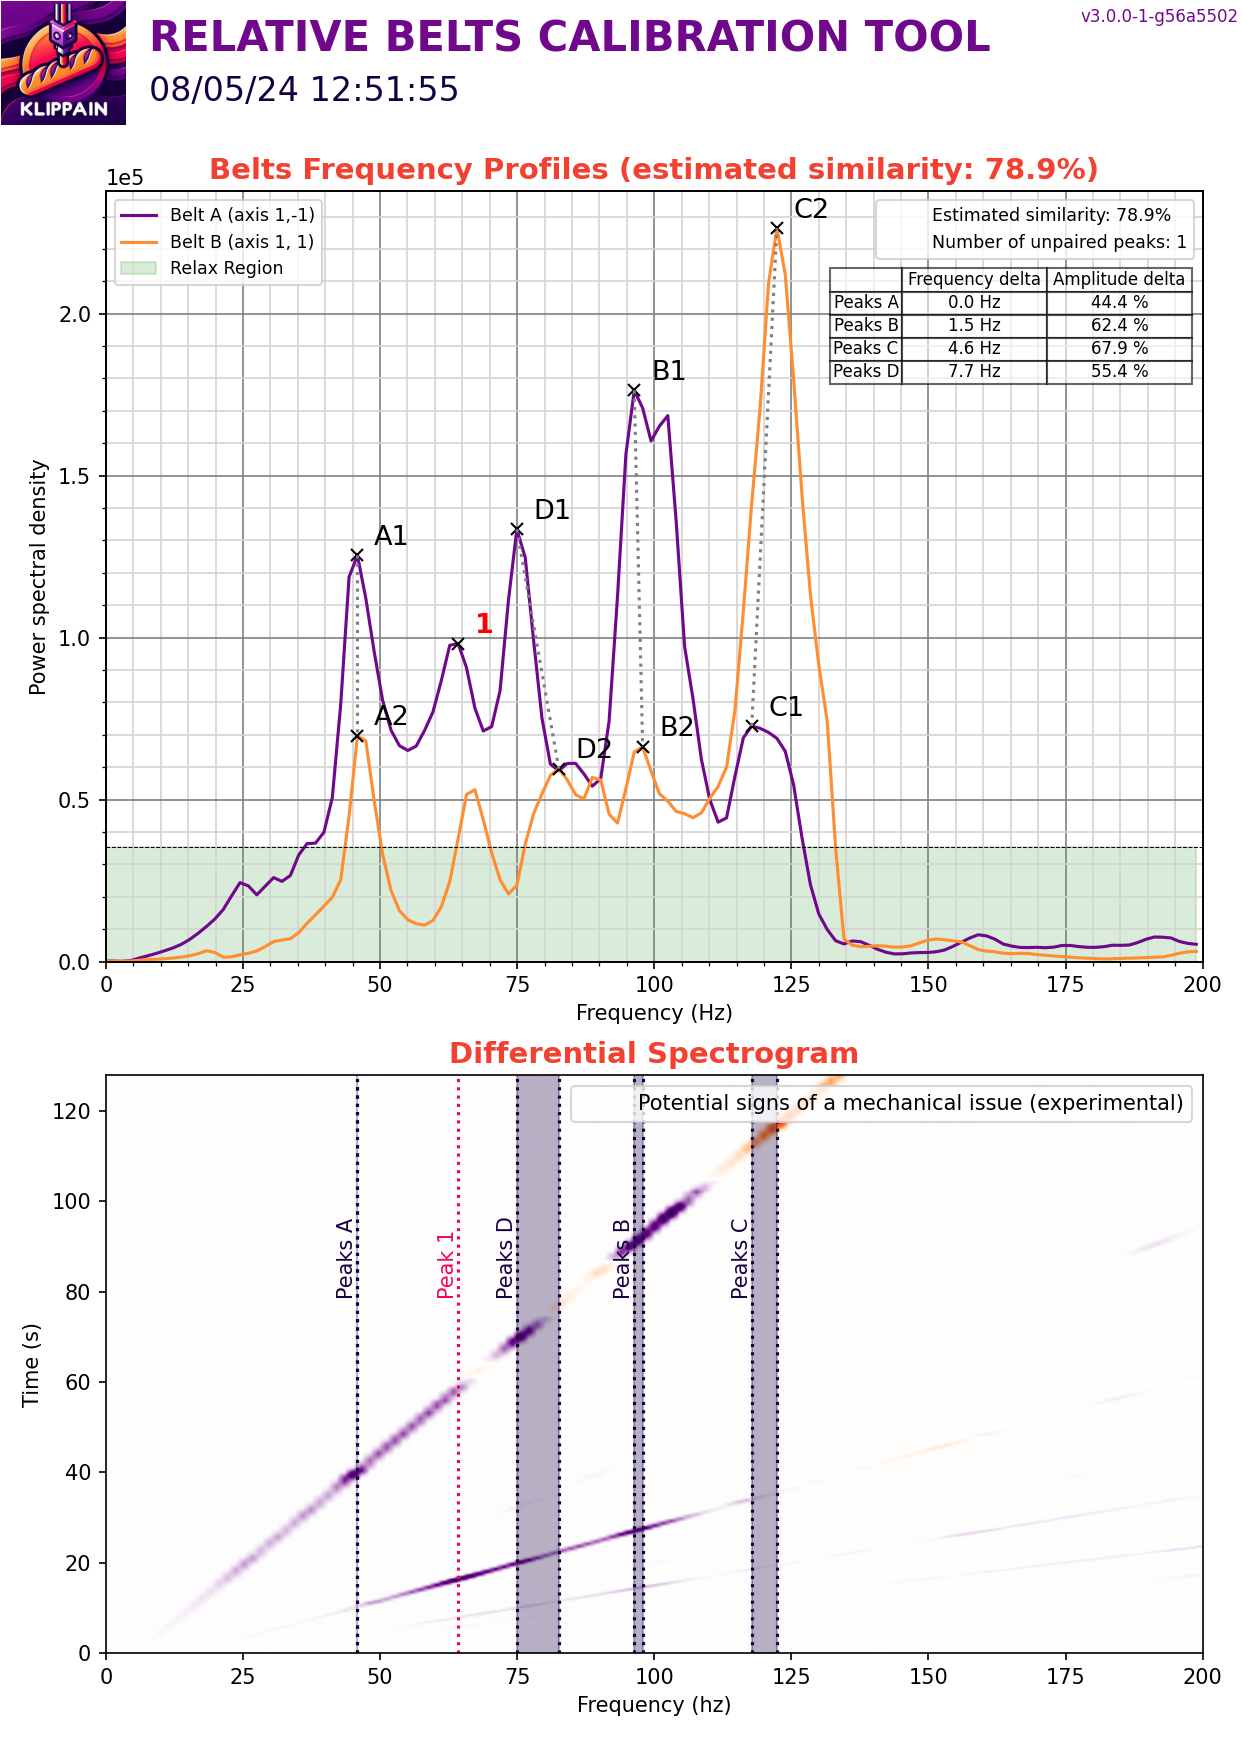 v3.0.0-1-g56a5502
RELATIVE BELTS CALIBRATION TOOL
08/05/24 12:51:55
KLIPPAIN
Belts Frequency Profiles (estimated similarity: 78.9%)
1e5
Belt A (axis 1,-1)
Belt B (axis 1, 1)
Relax Region
Estimated similarity: 78.9%
Number of unpaired peaks: 1
Frequency delta Amplitude delta
Peaks A 0.0 Hz 44.4 %
Peaks B 1.5 Hz 62.4 %
Peaks C 4.6 Hz 67.9 %
Peaks D 7.7 Hz 55.4 %
C2
B1
D1
A1
1
A2
C1
B2
D2
Power spectral density
2.0
1.5
1.0
0.5
0.0
0 25 50 75 100 125 150 175 200
Frequency (Hz)
Differential Spectrogram
Potential signs of a mechanical issue (experimental)
Peaks A
Peak 1
Peaks D
Peaks B
Peaks C
Time (s)
120
100
80
60
40
20
0
0 25 50 75 100 125 150 175 200
Frequency (hz)